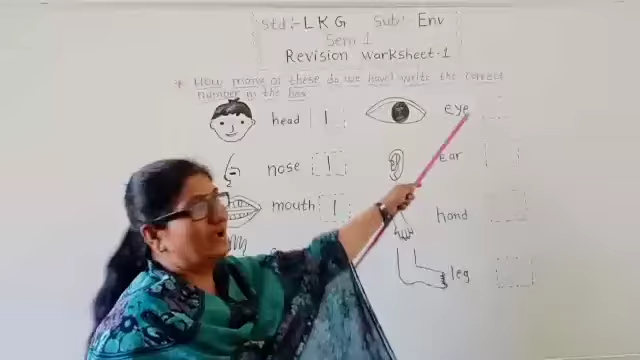 Std:- LKG Sub:- Env
Sem 1
Revision Worksheet-1
* How many of these do we have? Write the correct
number in the box
head 1
eye
nose 1
ear
mouth 1
hand
leg